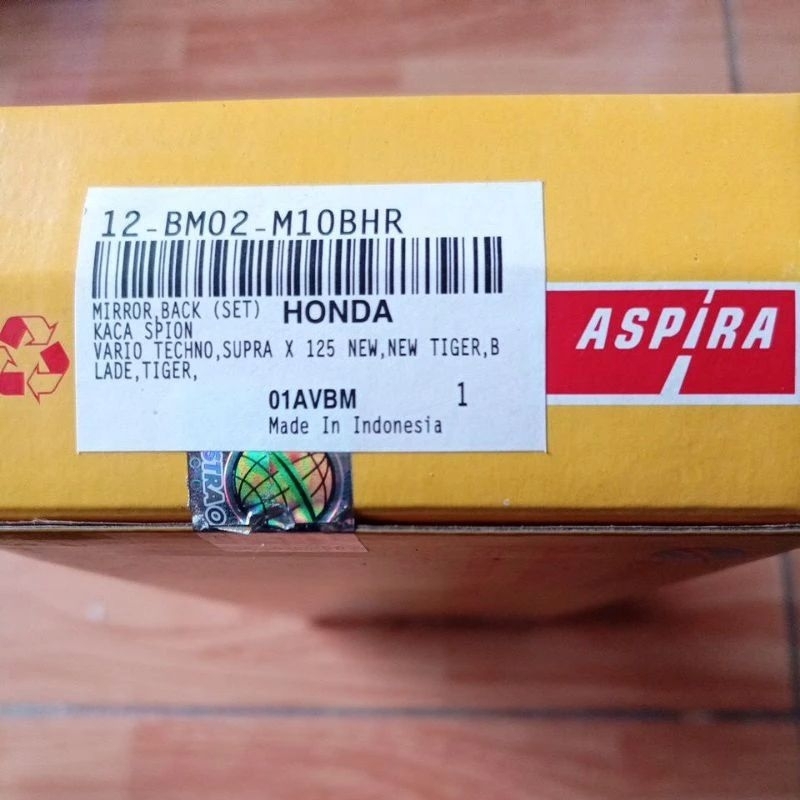 12-BM02-M10BHR
MIRROR,BACK (SET) HONDA
KACA SPION
VARIO TECHNO,SUPRA X 125 NEW,NEW TIGER,B
LADE,TIGER,
01AVBM 1
Made In Indonesia
ASPIRA